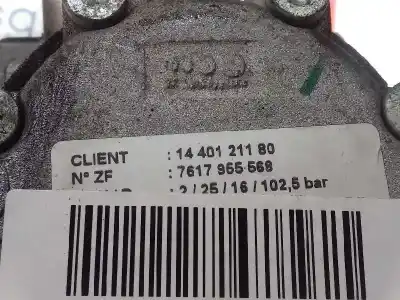 CLIENT : 14 401 211 80
N° ZF : 7617 955 568
: 2 / 25 / 16 / 102,5 bar